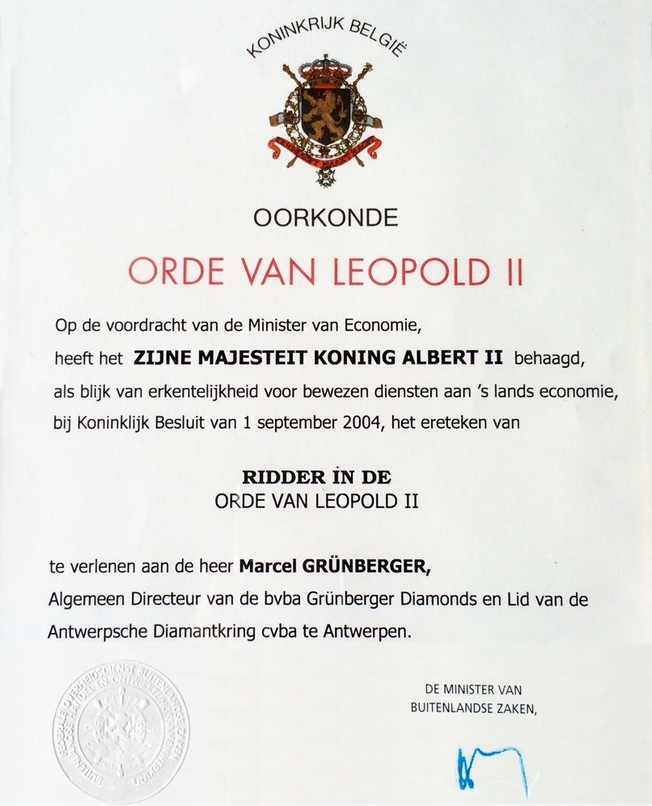 KONINKRIJK BELGIË
OORKONDE
ORDE VAN LEOPOLD II
Op de voordracht van de Minister van Economie,
heeft het ZIJNE MAJESTEIT KONING ALBERT II behaagd,
als blijk van erkentelijkheid voor bewezen diensten aan 's lands economie,
bij Koninklijk Besluit van 1 september 2004, het ereteken van
RIDDER İN DE
ORDE VAN LEOPOLD II
te verlenen aan de heer Marcel GRÜNBERGER,
Algemeen Directeur van de bvba Grünberger Diamonds en Lid van de
Antwerpsche Diamantkring cvba te Antwerpen.
FEDERALE OVERHEIDSDIENST BUITENLANDSE ZAKEN
DE MINISTER VAN
BUITENLANDSE ZAKEN,